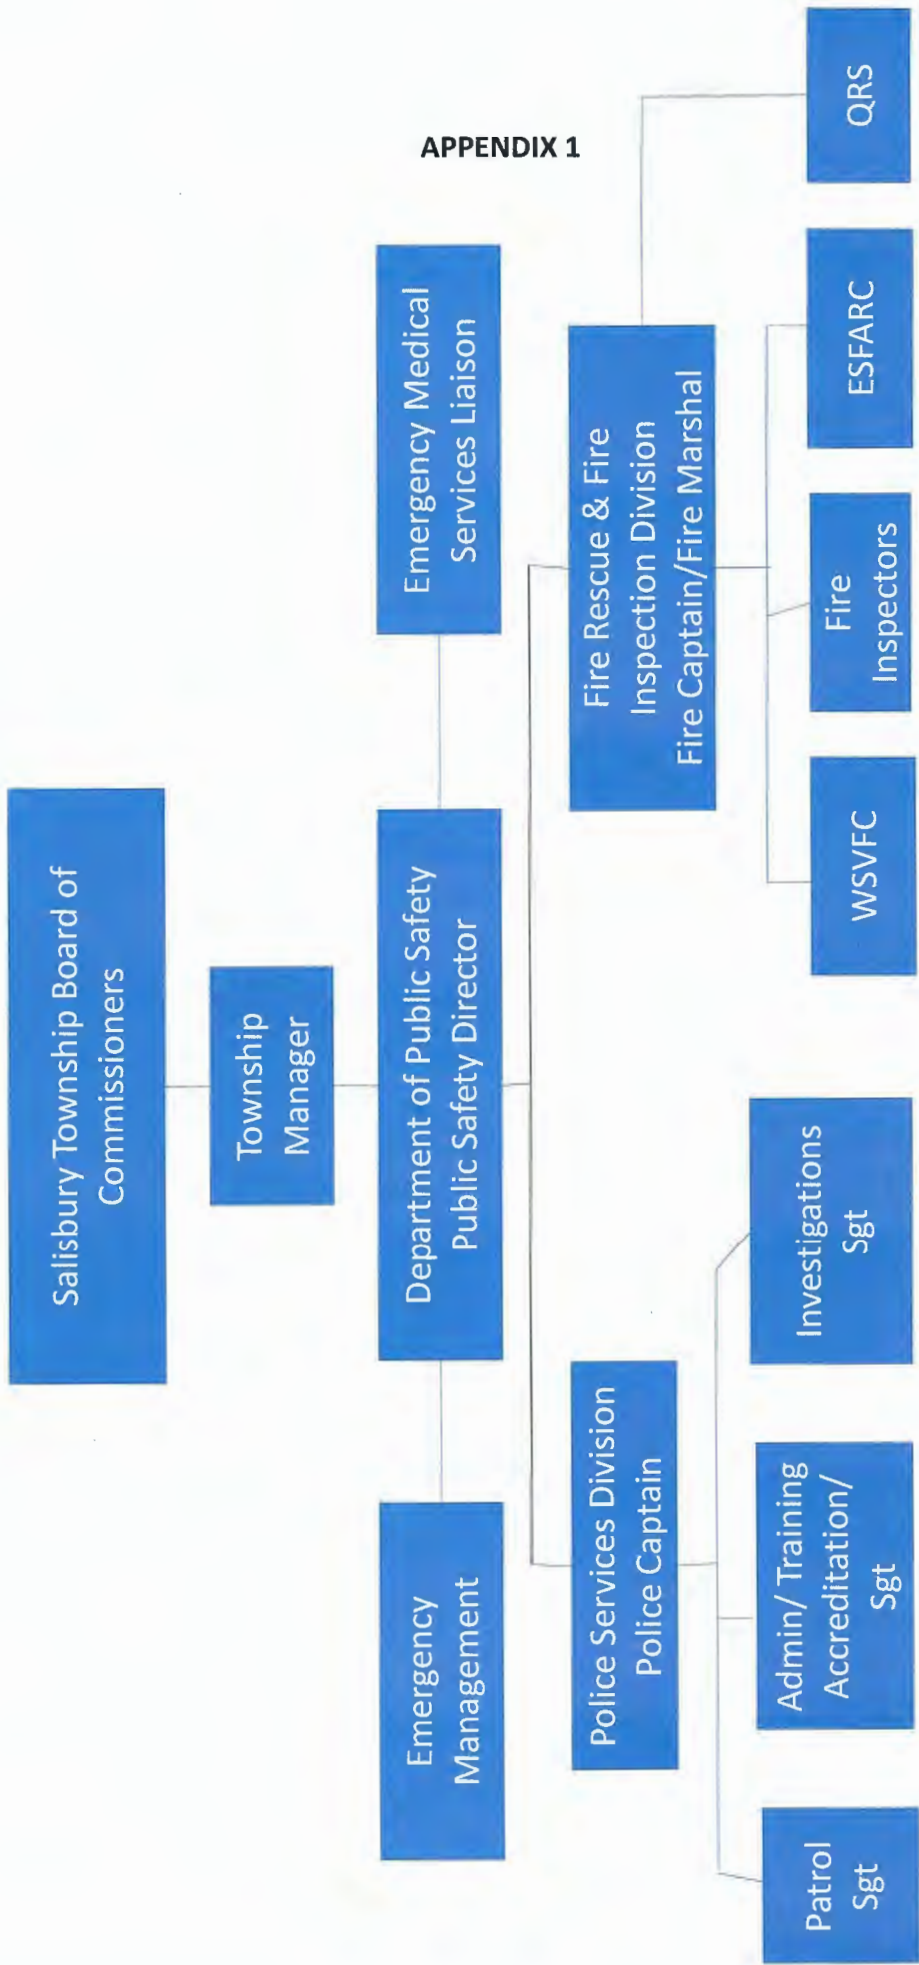 APPENDIX 1
Salisbury Township Board of
Commissioners
Township
Manager
Emergency
Management
Department of Public Safety
Public Safety Director
Emergency Medical
Services Liaison
Police Services Division
Police Captain
Fire Rescue & Fire
Inspection Division
Fire Captain/Fire Marshal
Patrol
Sgt
Admin/ Training
Accreditation/
Sgt
Investigations
Sgt
WSVFC
Fire
Inspectors
ESFARC
QRS